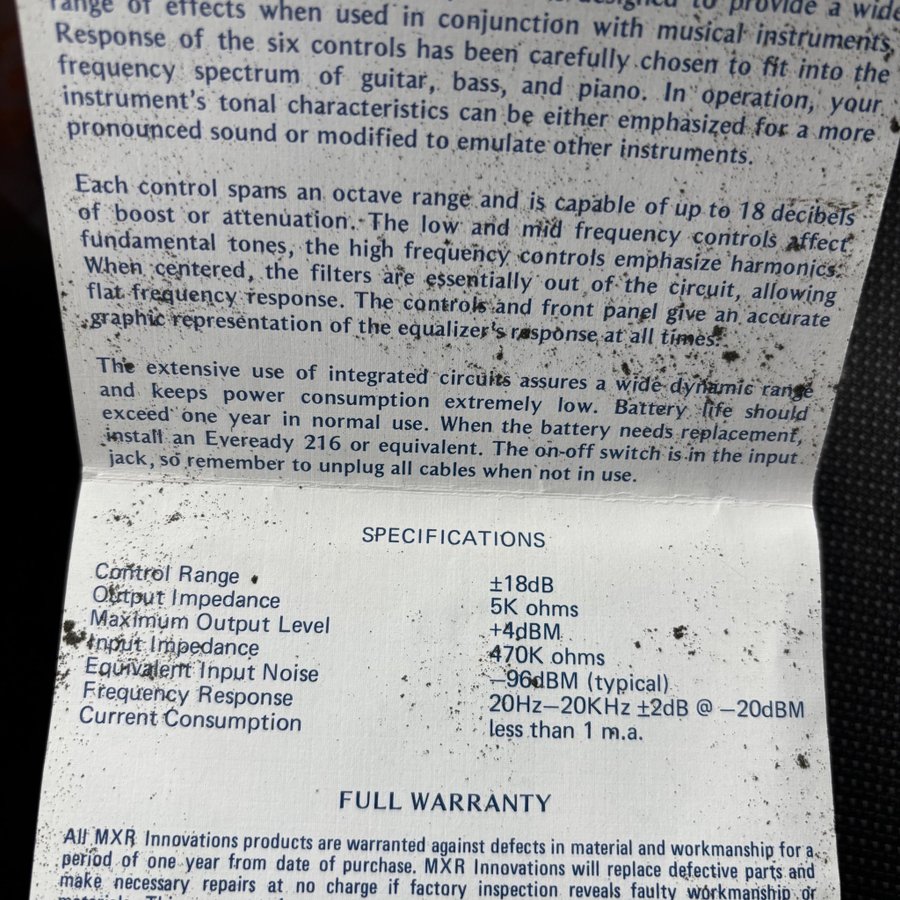 range of effects when used in conjunction with musical instruments.
Response of the six controls has been carefully chosen to fit into the
frequency spectrum of guitar, bass, and piano. In operation, your
instrument's tonal characteristics can be either emphasized for a more
pronounced sound or modified to emulate other instruments.
Each control spans an octave range and is capable of up to 18 decibels
of boost or attenuation. The low and mid frequency controls affect
fundamental tones, the high frequency controls emphasize harmonics.
When centered, the filters are essentially out of the circuit, allowing
flat frequency response. The controls and front panel give an accurate
graphic representation of the equalizer's response at all times.
The extensive use of integrated circuits assures a wide dynamic range
and keeps power consumption extremely low. Battery life should
exceed one year in normal use. When the battery needs replacement,
install an Eveready 216 or equivalent. The on-off switch is in the input
jack, so remember to unplug all cables when not in use.
SPECIFICATIONS
Control Range ±18dB
Output Impedance 5K ohms
Maximum Output Level +4dBM
Input Impedance 470K ohms
Equivalent Input Noise —96dBM (typical)
Frequency Response 20Hz—20KHz ±2dB @ —20dBM
Current Consumption less than 1 m.a.
FULL WARRANTY
All MXR Innovations products are warranted against defects in material and workmanship for a
period of one year from date of purchase. MXR Innovations will replace defective parts and
make necessary repairs at no charge if factory inspection reveals faulty workmanship or